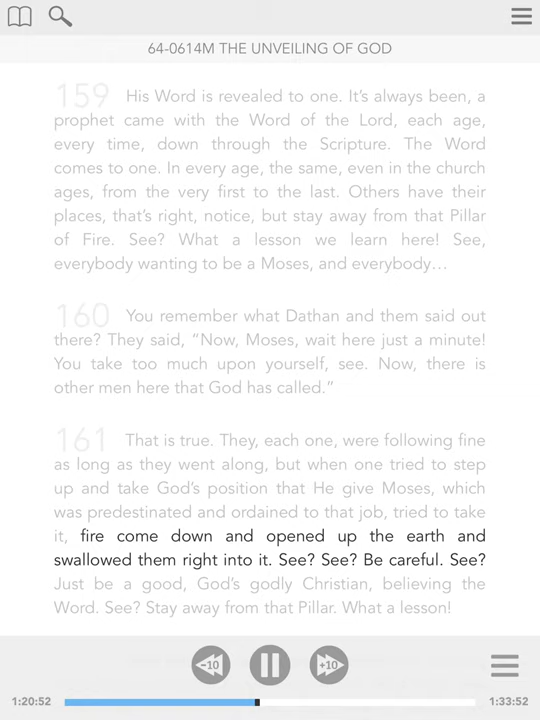 64-0614M THE UNVEILING OF GOD
159 His Word is revealed to one. It’s always been, a
prophet came with the Word of the Lord, each age,
every time, down through the Scripture. The Word
comes to one. In every age, the same, even in the church
ages, from the very first to the last. Others have their
places, that’s right, notice, but stay away from that Pillar
of Fire. See? What a lesson we learn here! See,
everybody wanting to be a Moses, and everybody…
160 You remember what Dathan and them said out
there? They said, “Now, Moses, wait here just a minute!
You take too much upon yourself, see. Now, there is
other men here that God has called.”
161 That is true. They, each one, were following fine
as long as they went along, but when one tried to step
up and take God’s position that He give Moses, which
was predestinated and ordained to that job, tried to take
it, fire come down and opened up the earth and
swallowed them right into it. See? See? Be careful. See?
Just be a good, God’s godly Christian, believing the
Word. See? Stay away from that Pillar. What a lesson!
-10 +10
1:20:52 1:33:52